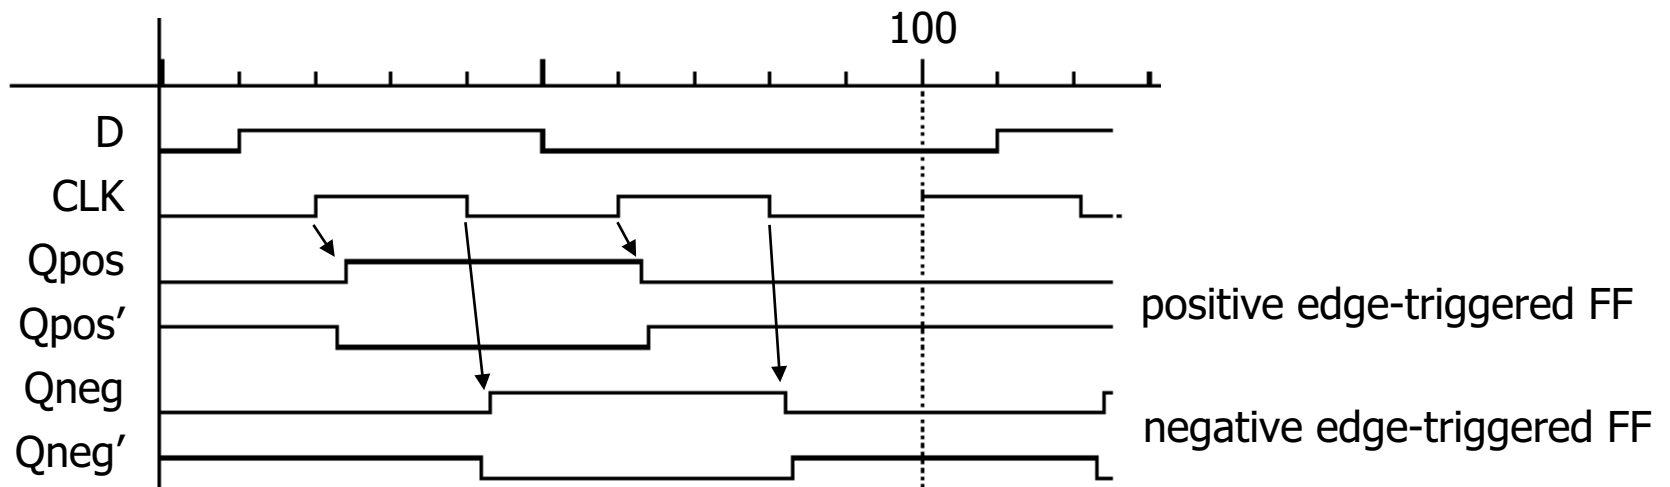 100
D
CLK
Qpos
positive edge-triggered FF
Qpos’
Qneg
negative edge-triggered FF
Qneg’